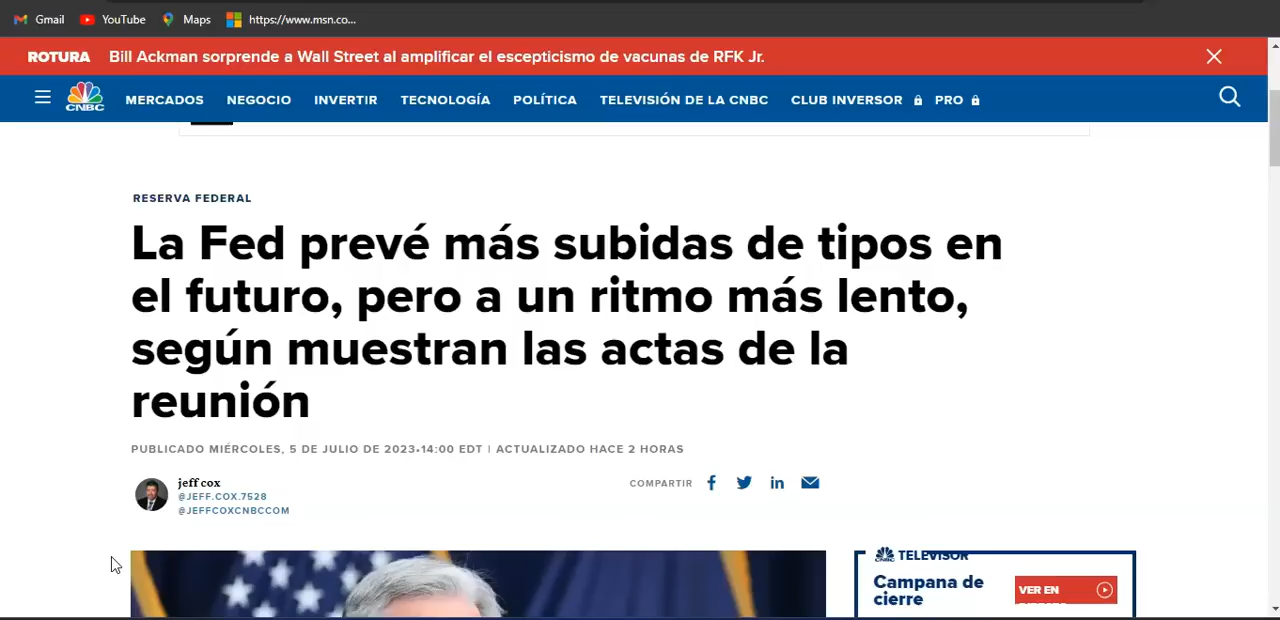 Gmail YouTube Maps https://www.msn.co...
ROTURA Bill Ackman sorprende a Wall Street al amplificar el escepticismo de vacunas de RFK Jr.
CNBC MERCADOS NEGOCIO INVERTIR TECNOLOGÍA POLÍTICA TELEVISIÓN DE LA CNBC CLUB INVERSOR PRO
RESERVA FEDERAL
La Fed prevé más subidas de tipos en
el futuro, pero a un ritmo más lento,
según muestran las actas de la
reunión
PUBLICADO MIÉRCOLES, 5 DE JULIO DE 2023•14:00 EDT | ACTUALIZADO HACE 2 HORAS
jeff cox
@JEFF.COX.7528
@JEFFCOXCNBCCOM
COMPARTIR
CNBC TELEVISOR
Campana de
cierre
VER EN